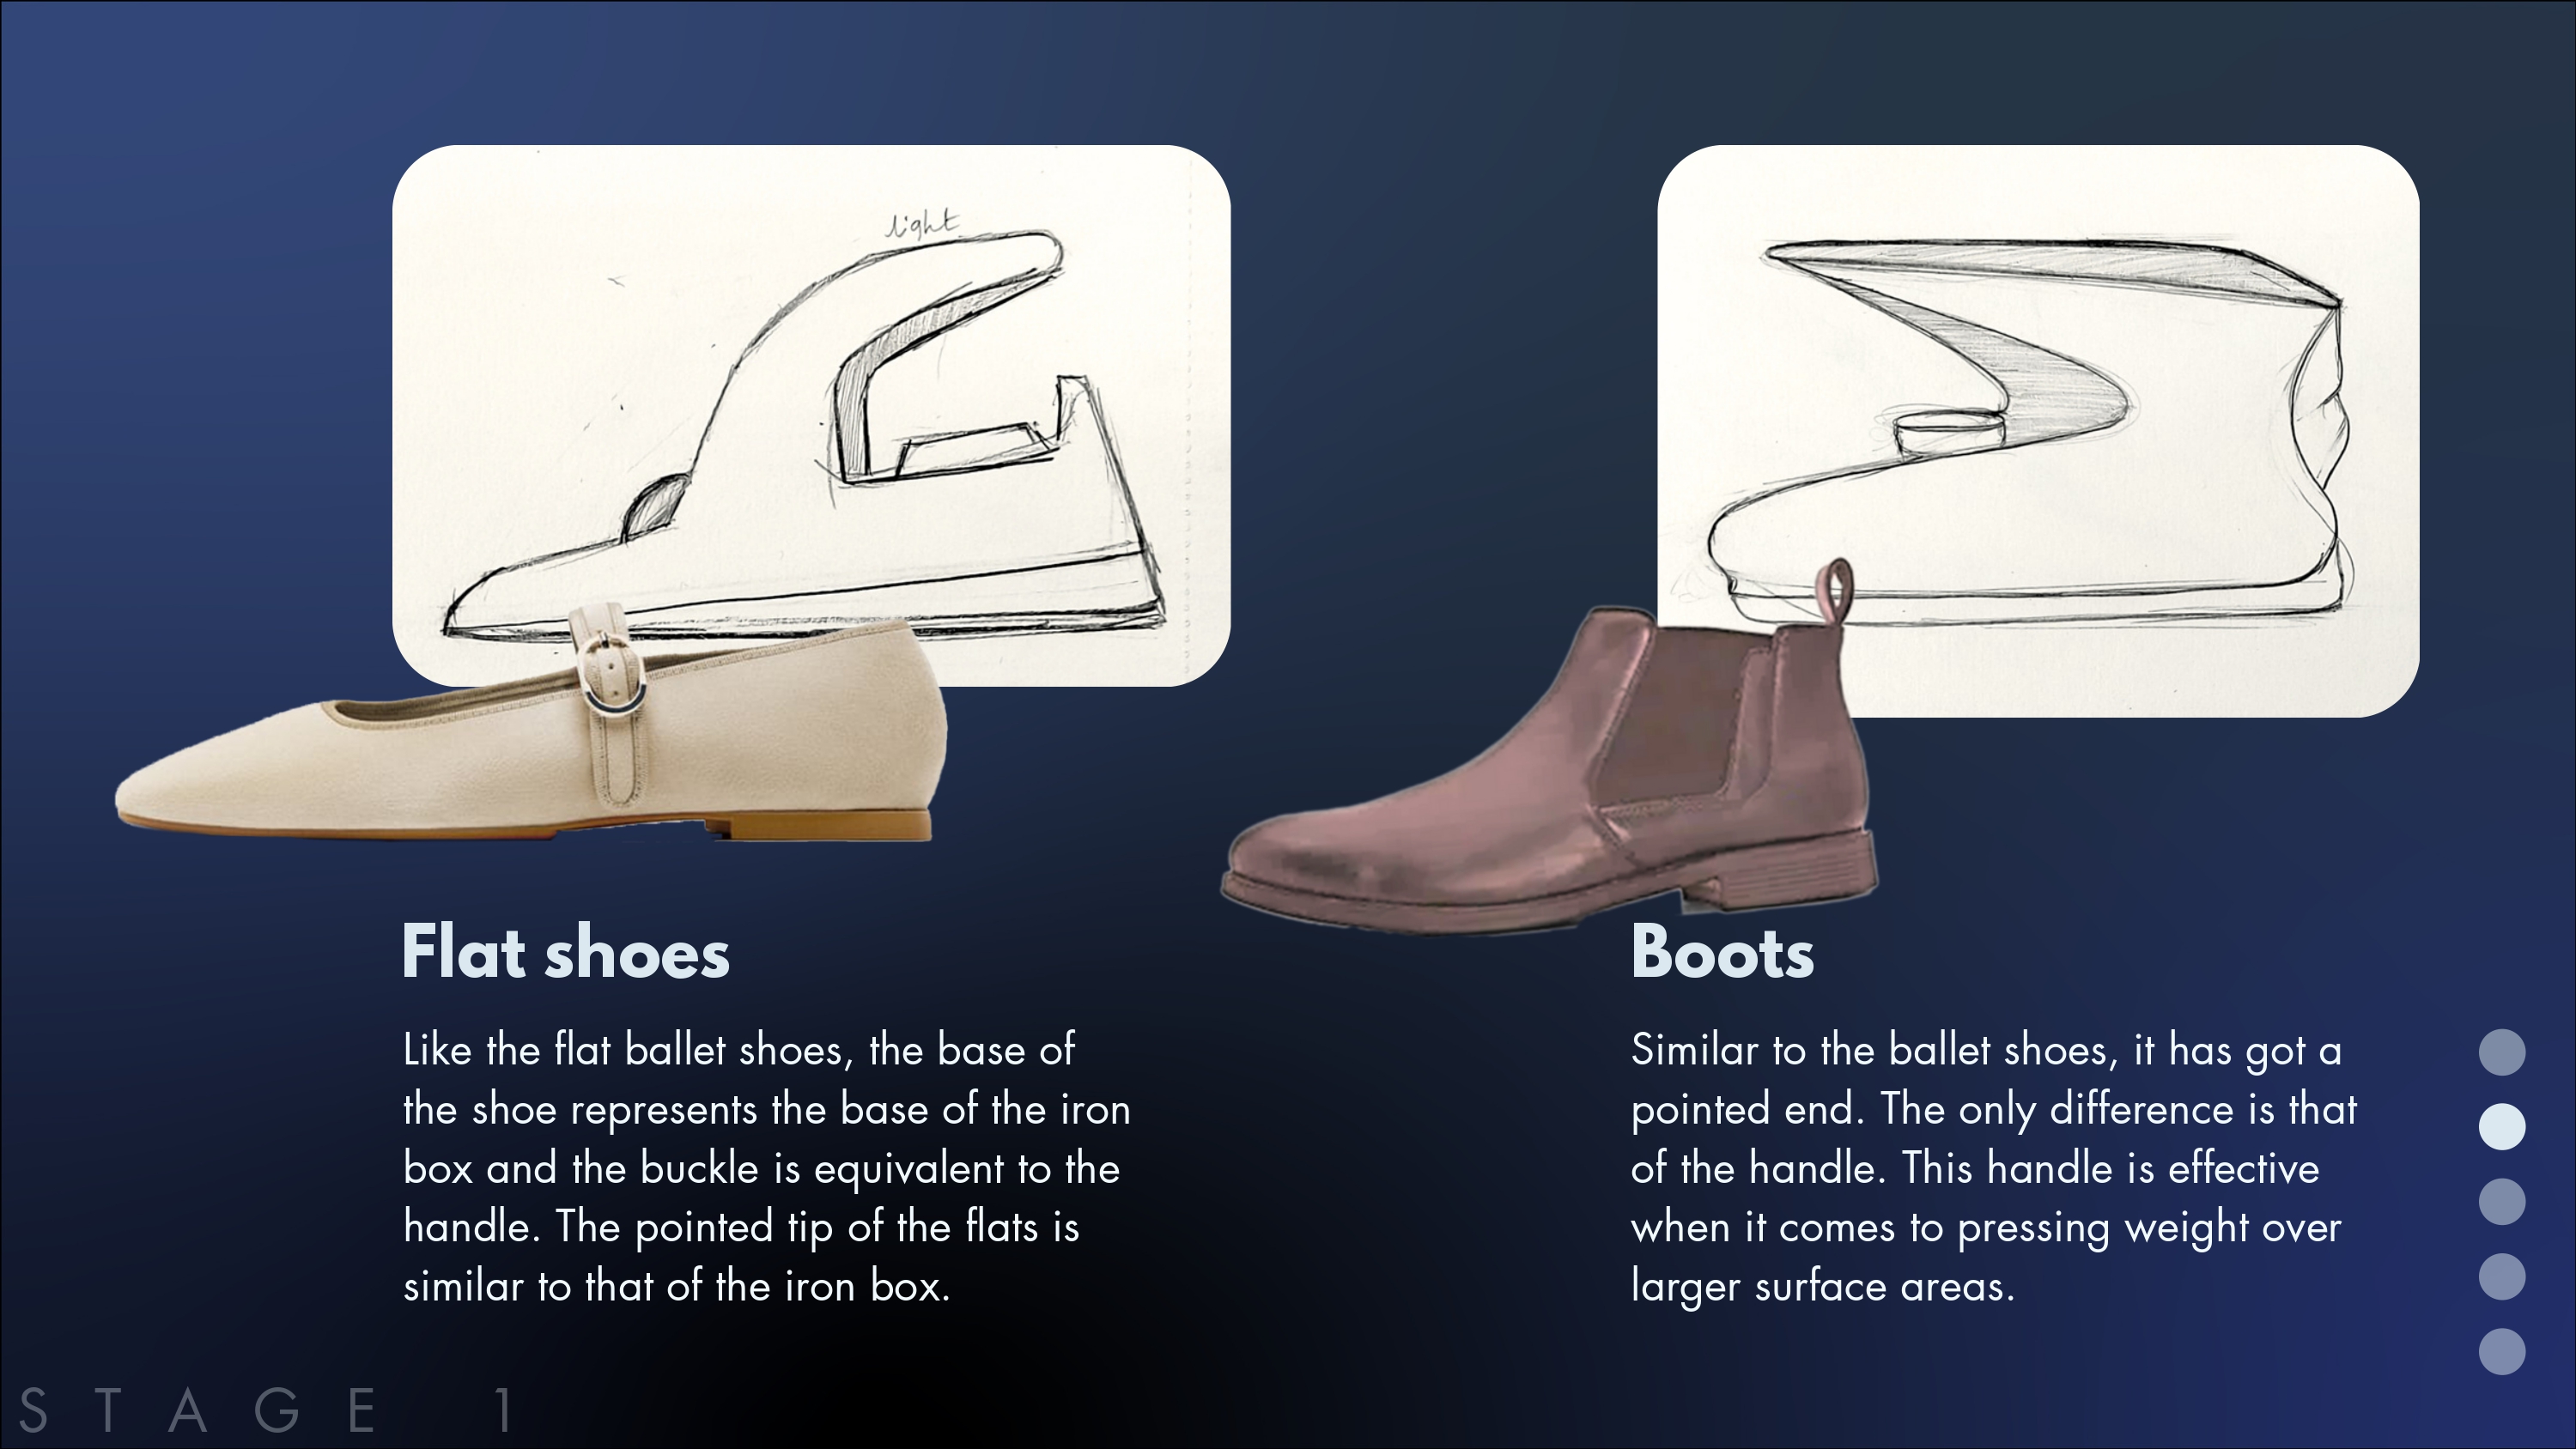 light
Flat shoes
Like the flat ballet shoes, the base of
the shoe represents the base of the iron
box and the buckle is equivalent to the
handle. The pointed tip of the flats is
similar to that of the iron box.
Boots
Similar to the ballet shoes, it has got a
pointed end. The only difference is that
of the handle. This handle is effective
when it comes to pressing weight over
larger surface areas.
STAGE 1